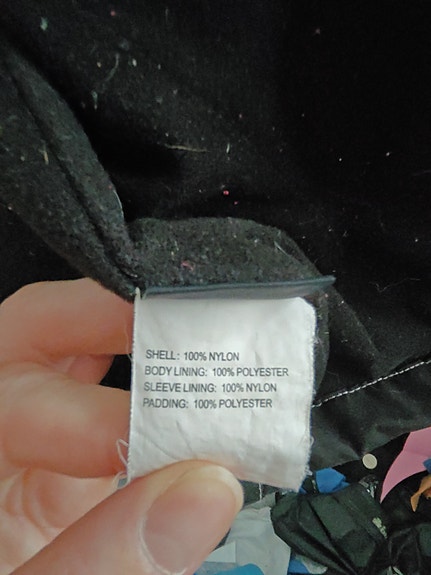 SHELL: 100% NYLON
BODY LINING: 100% POLYESTER
SLEEVE LINING: 100% NYLON
PADDING: 100% POLYESTER